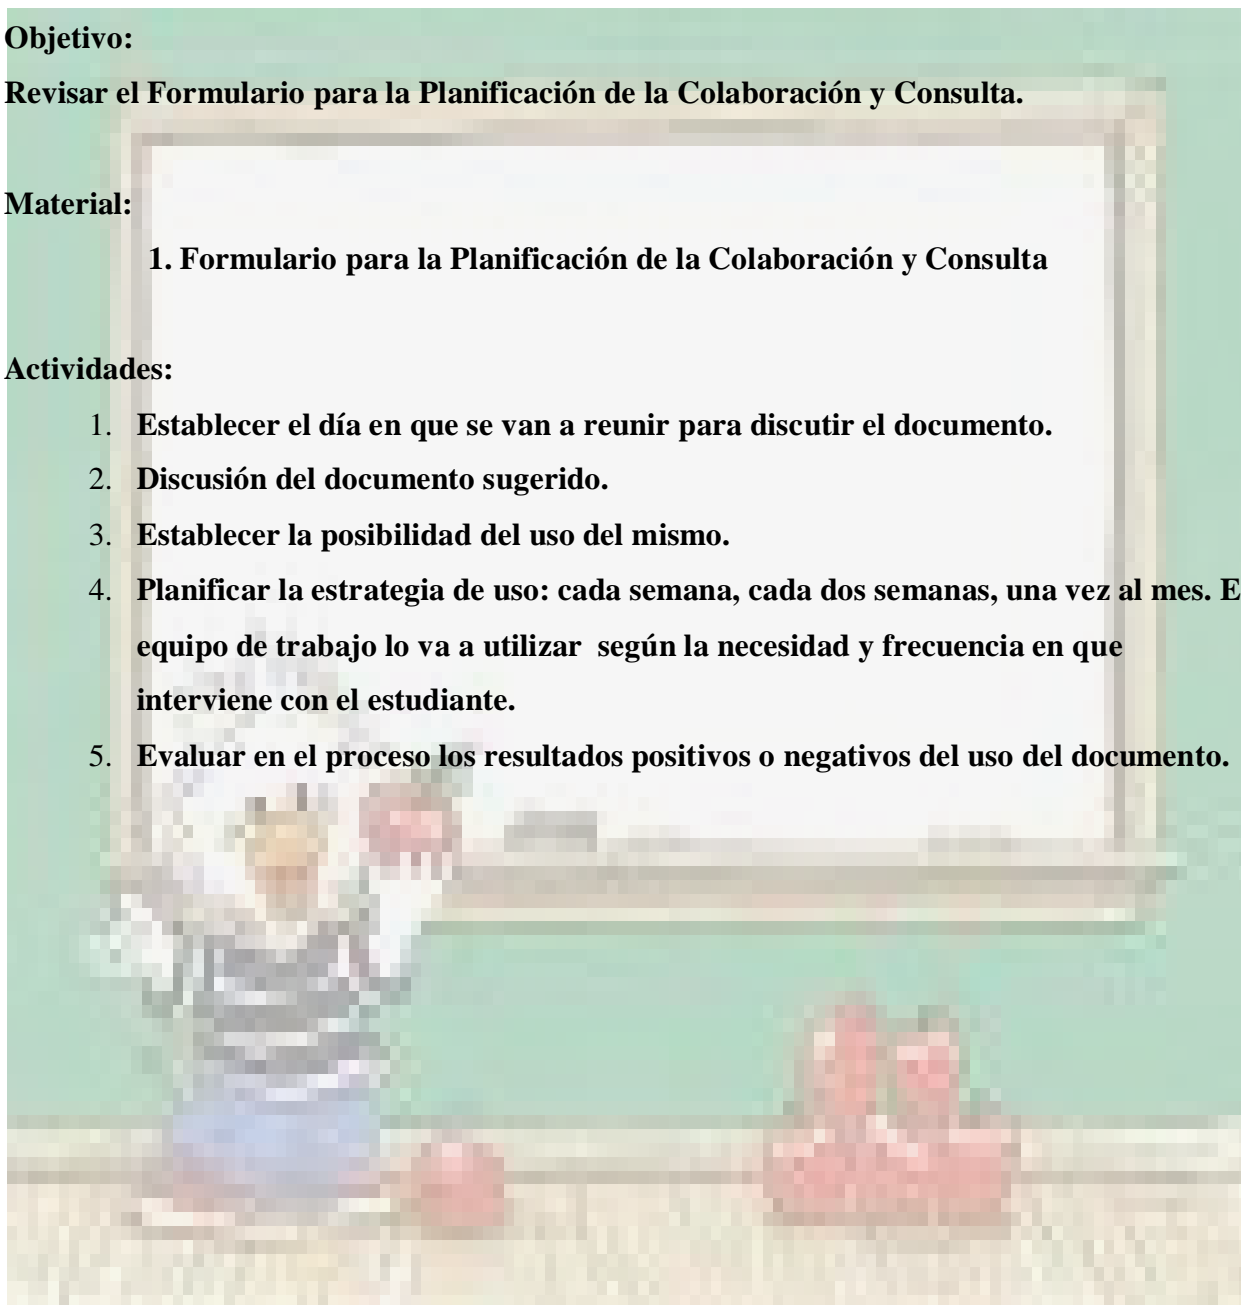 Objetivo:
Revisar el Formulario para la Planificación de la Colaboración y Consulta.
Material:
1. Formulario para la Planificación de la Colaboración y Consulta
Actividades:
1. Establecer el día en que se van a reunir para discutir el documento.
2. Discusión del documento sugerido.
3. Establecer la posibilidad del uso del mismo.
4. Planificar la estrategia de uso: cada semana, cada dos semanas, una vez al mes. E
equipo de trabajo lo va a utilizar según la necesidad y frecuencia en que
interviene con el estudiante.
5. Evaluar en el proceso los resultados positivos o negativos del uso del documento.